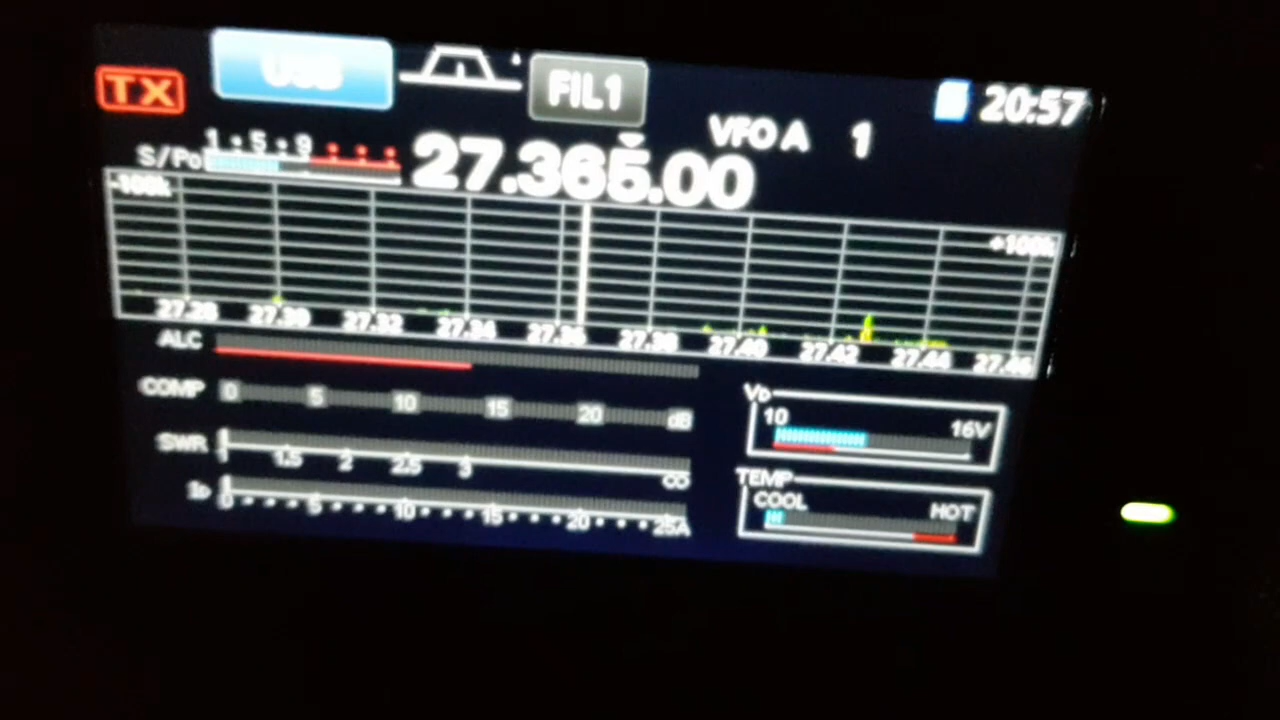 TX USB FIL1 20:57
VFO A 1
S/Po 1 5 9 27.365.00
-100k +100k
27.28 27.30 27.32 27.34 27.36 27.38 27.40 27.42 27.44 27.46
ALC
COMP 0 5 10 15 20 dB
SWR 1 1.5 2 2.5 3 ∞
ID 0 5 10 15 20 25A
VD
10 16V
TEMP
COOL HOT